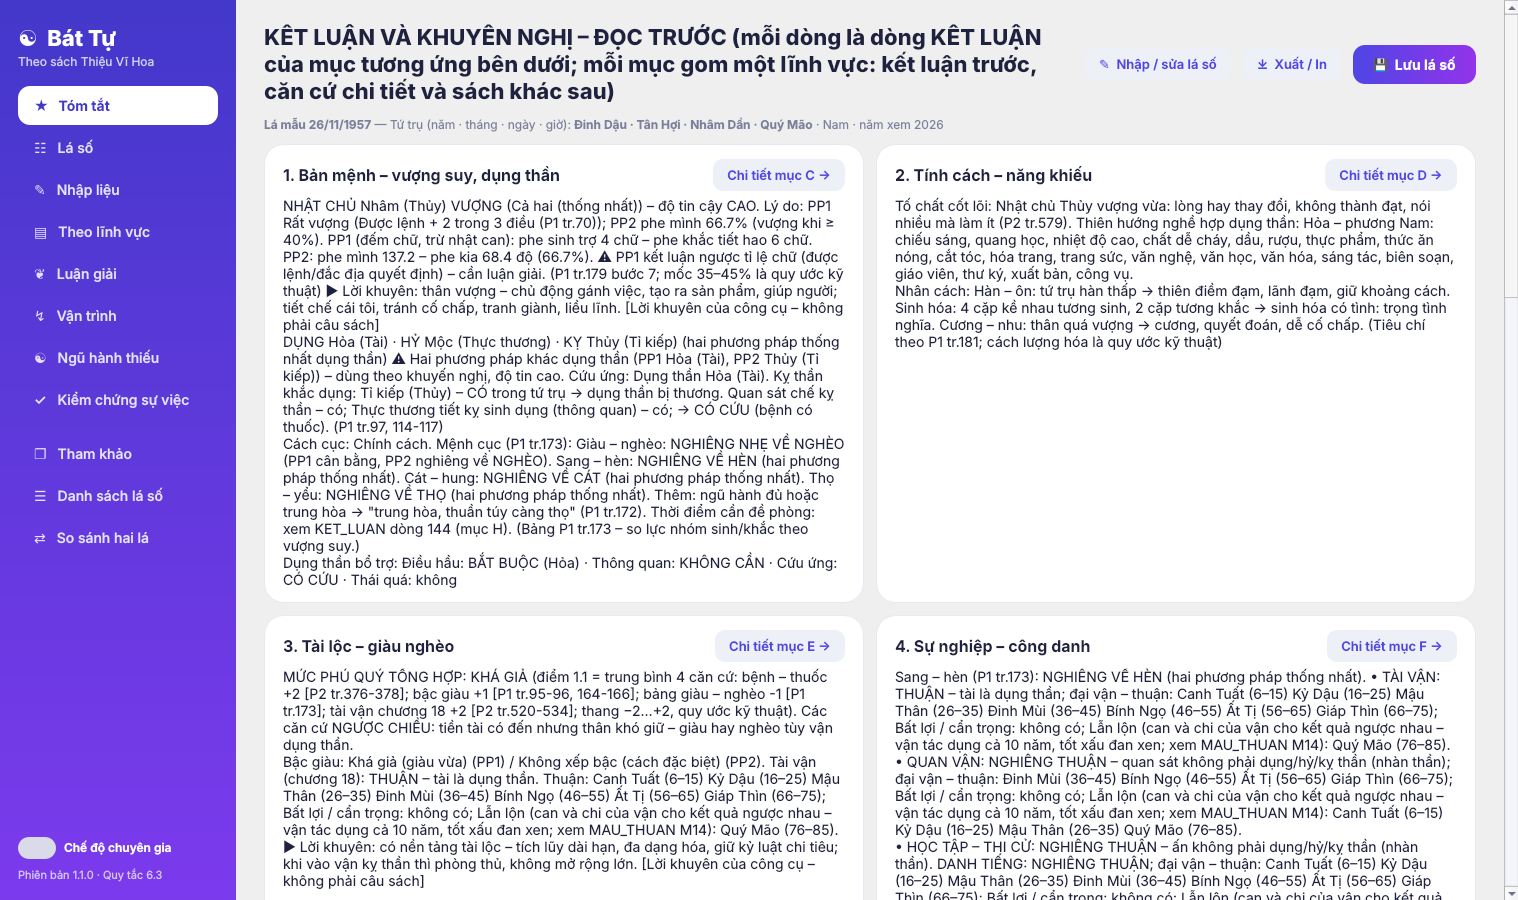 ☯ Bát Tự
Theo sách Thiệu Vĩ Hoa
★ Tóm tắt
☷ Lá số
✎ Nhập liệu
▤ Theo lĩnh vực
❦ Luận giải
↯ Vận trình
☯ Ngũ hành thiếu
✓ Kiểm chứng sự việc
❐ Tham khảo
☰ Danh sách lá số
⇄ So sánh hai lá
Chế độ chuyên gia
Phiên bản 1.1.0 · Quy tắc 6.3
KẾT LUẬN VÀ KHUYÊN NGHỊ – ĐỌC TRƯỚC (mỗi dòng là dòng KẾT LUẬN
của mục tương ứng bên dưới; mỗi mục gom một lĩnh vực: kết luận trước,
căn cứ chi tiết và sách khác sau)
✎ Nhập / sửa lá số
Xuất / In
💾 Lưu lá số
Lá mẫu 26/11/1957 — Tứ trụ (năm · tháng · ngày · giờ): Đinh Dậu · Tân Hợi · Nhâm Dần · Quý Mão · Nam · năm xem 2026
1. Bản mệnh – vượng suy, dụng thần
Chi tiết mục C →
NHẬT CHỦ Nhâm (Thủy) VƯỢNG (Cả hai (thống nhất)) – độ tin cậy CAO. Lý do: PP1
Rất vượng (Được lệnh + 2 trong 3 điều (P1 tr.70)); PP2 phe mình 66.7% (vượng khi ≥
40%). PP1 (đếm chữ, trừ nhật can): phe sinh trợ 4 chữ – phe khắc tiết hao 6 chữ.
PP2: phe mình 137.2 – phe kia 68.4 độ (66.7%). ⚠ PP1 kết luận ngược tỉ lệ chữ (được
lệnh/đắc địa quyết định) – cần luận giải. (P1 tr.179 bước 7; mốc 35–45% là quy ước kỹ
thuật) ▶ Lời khuyên: thân vượng – chủ động gánh việc, tạo ra sản phẩm, giúp người;
tiết chế cái tôi, tránh cố chấp, tranh giành, liều lĩnh. [Lời khuyên của công cụ – không
phải câu sách]
DỤNG Hỏa (Tài) · HỶ Mộc (Thực thương) · KỴ Thủy (Tỉ kiếp) (hai phương pháp thống
nhất dụng thần) ⚠ Hai phương pháp khác dụng thần (PP1 Hỏa (Tài), PP2 Thủy (Tỉ
kiếp)) – dùng theo khuyến nghị, độ tin cao. Cứu ứng: Dụng thần Hỏa (Tài). Kỵ thần
khắc dụng: Tỉ kiếp (Thủy) – CÓ trong tứ trụ → dụng thần bị thương. Quan sát chế kỵ
thần – có; Thực thương tiết kỵ sinh dụng (thông quan) – có; → CÓ CỨU (bệnh có
thuốc). (P1 tr.97, 114-117)
Cách cục: Chính cách. Mệnh cục (P1 tr.173): Giàu – nghèo: NGHIÊNG NHẸ VỀ NGHÈO
(PP1 cân bằng, PP2 nghiêng về NGHÈO). Sang – hèn: NGHIÊNG VỀ HÈN (hai phương
pháp thống nhất). Cát – hung: NGHIÊNG VỀ CÁT (hai phương pháp thống nhất). Thọ
– yểu: NGHIÊNG VỀ THỌ (hai phương pháp thống nhất). Thêm: ngũ hành đủ hoặc
trung hòa → "trung hòa, thuần túy càng thọ" (P1 tr.172). Thời điểm cần đề phòng:
xem KET_LUAN dòng 144 (mục H). (Bảng P1 tr.173 – so lực nhóm sinh/khắc theo
vượng suy.)
Dụng thần bổ trợ: Điều hầu: BẮT BUỘC (Hỏa) · Thông quan: KHÔNG CẦN · Cứu ứng:
CÓ CỨU · Thái quá: không
2. Tính cách – năng khiếu
Chi tiết mục D →
Tố chất cốt lõi: Nhật chủ Thủy vượng vừa: lòng hay thay đổi, không thành đạt, nói
nhiều mà làm ít (P2 tr.579). Thiên hướng nghề hợp dụng thần: Hỏa – phương Nam:
chiếu sáng, quang học, nhiệt độ cao, chất dễ cháy, dầu, rượu, thực phẩm, thức ăn
nóng, cắt tóc, hóa trang, trang sức, văn nghệ, văn học, văn hóa, sáng tác, biên soạn,
giáo viên, thư ký, xuất bản, công vụ.
Nhân cách: Hàn – ôn: tứ trụ hàn thấp → thiên điềm đạm, lãnh đạm, giữ khoảng cách.
Sinh hóa: 4 cặp kề nhau tương sinh, 2 cặp tương khắc → sinh hóa có tình: trọng tình
nghĩa. Cương – nhu: thân quá vượng → cương, quyết đoán, dễ cố chấp. (Tiêu chí
theo P1 tr.181; cách lượng hóa là quy ước kỹ thuật)
3. Tài lộc – giàu nghèo
Chi tiết mục E →
MỨC PHÚ QUÝ TỔNG HỢP: KHÁ GIẢ (điểm 1.1 = trung bình 4 căn cứ: bệnh – thuốc
+2 [P2 tr.376-378]; bậc giàu +1 [P1 tr.95-96, 164-166]; bảng giàu – nghèo -1 [P1
tr.173]; tài vận chương 18 +2 [P2 tr.520-534]; thang −2…+2, quy ước kỹ thuật). Các
căn cứ NGƯỢC CHIỀU: tiền tài có đến nhưng thân khó giữ – giàu hay nghèo tùy vận
dụng thần.
Bậc giàu: Khá giả (giàu vừa) (PP1) / Không xếp bậc (cách đặc biệt) (PP2). Tài vận
(chương 18): THUẬN – tài là dụng thần. Thuận: Canh Tuất (6–15) Kỷ Dậu (16–25) Mậu
Thân (26–35) Đinh Mùi (36–45) Bính Ngọ (46–55) Ất Tị (56–65) Giáp Thìn (66–75);
Bất lợi / cần trọng: không có; Lẫn lộn (can và chi của vận cho kết quả ngược nhau –
vận tác dụng cả 10 năm, tốt xấu đan xen; xem MAU_THUAN M14): Quý Mão (76–85).
▶ Lời khuyên: có nền tảng tài lộc – tích lũy dài hạn, đa dạng hóa, giữ kỷ luật chi tiêu;
khi vào vận kỵ thần thì phòng thủ, không mở rộng lớn. [Lời khuyên của công cụ –
không phải câu sách]
4. Sự nghiệp – công danh
Chi tiết mục F →
Sang – hèn (P1 tr.173): NGHIÊNG VỀ HÈN (hai phương pháp thống nhất). • TÀI VẬN:
THUẬN – tài là dụng thần; đại vận – thuận: Canh Tuất (6–15) Kỷ Dậu (16–25) Mậu
Thân (26–35) Đinh Mùi (36–45) Bính Ngọ (46–55) Ất Tị (56–65) Giáp Thìn (66–75);
Bất lợi / cần trọng: không có; Lẫn lộn (can và chi của vận cho kết quả ngược nhau –
vận tác dụng cả 10 năm, tốt xấu đan xen; xem MAU_THUAN M14): Quý Mão (76–85).
• QUAN VẬN: NGHIÊNG THUẬN – quan sát không phải dụng/hỷ/kỵ thần (nhàn thần);
đại vận – thuận: Đinh Mùi (36–45) Bính Ngọ (46–55) Ất Tị (56–65) Giáp Thìn (66–75);
Bất lợi / cần trọng: không có; Lẫn lộn (can và chi của vận cho kết quả ngược nhau –
vận tác dụng cả 10 năm, tốt xấu đan xen; xem MAU_THUAN M14): Canh Tuất (6–15)
Kỷ Dậu (16–25) Mậu Thân (26–35) Quý Mão (76–85).
• HỌC TẬP – THI CỬ: NGHIÊNG THUẬN – ấn không phải dụng/hỷ/kỵ thần (nhàn
thần). DANH TIẾNG: NGHIÊNG THUẬN; đại vận – thuận: Canh Tuất (6–15) Kỷ Dậu
(16–25) Mậu Thân (26–35) Đinh Mùi (36–45) Bính Ngọ (46–55) Ất Tị (56–65) Giáp
Thìn (66–75); Bất lợi / cần trọng: không có; Lẫn lộn (can và chi của vận cho kết quả